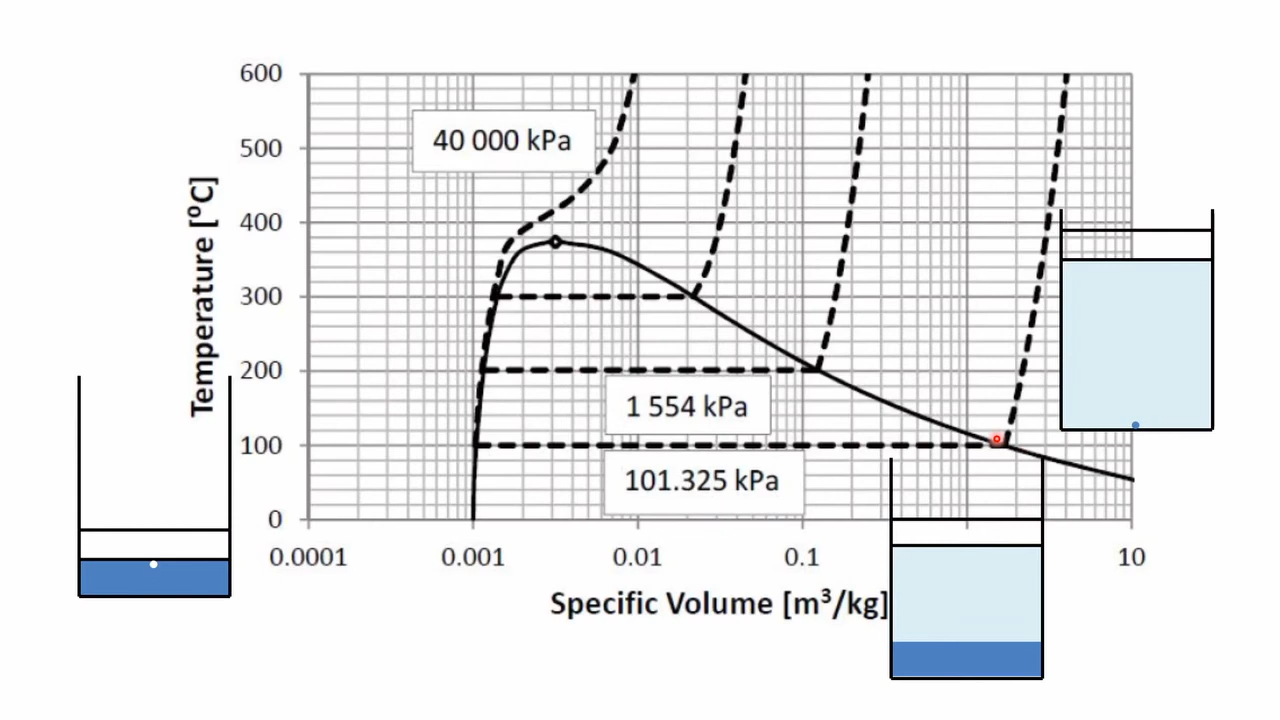 600
500
400
300
200
100
0
Temperature [⁰C]
40 000 kPa
1 554 kPa
101.325 kPa
0.0001
0.001
0.01
0.1
10
Specific Volume [m³/kg]